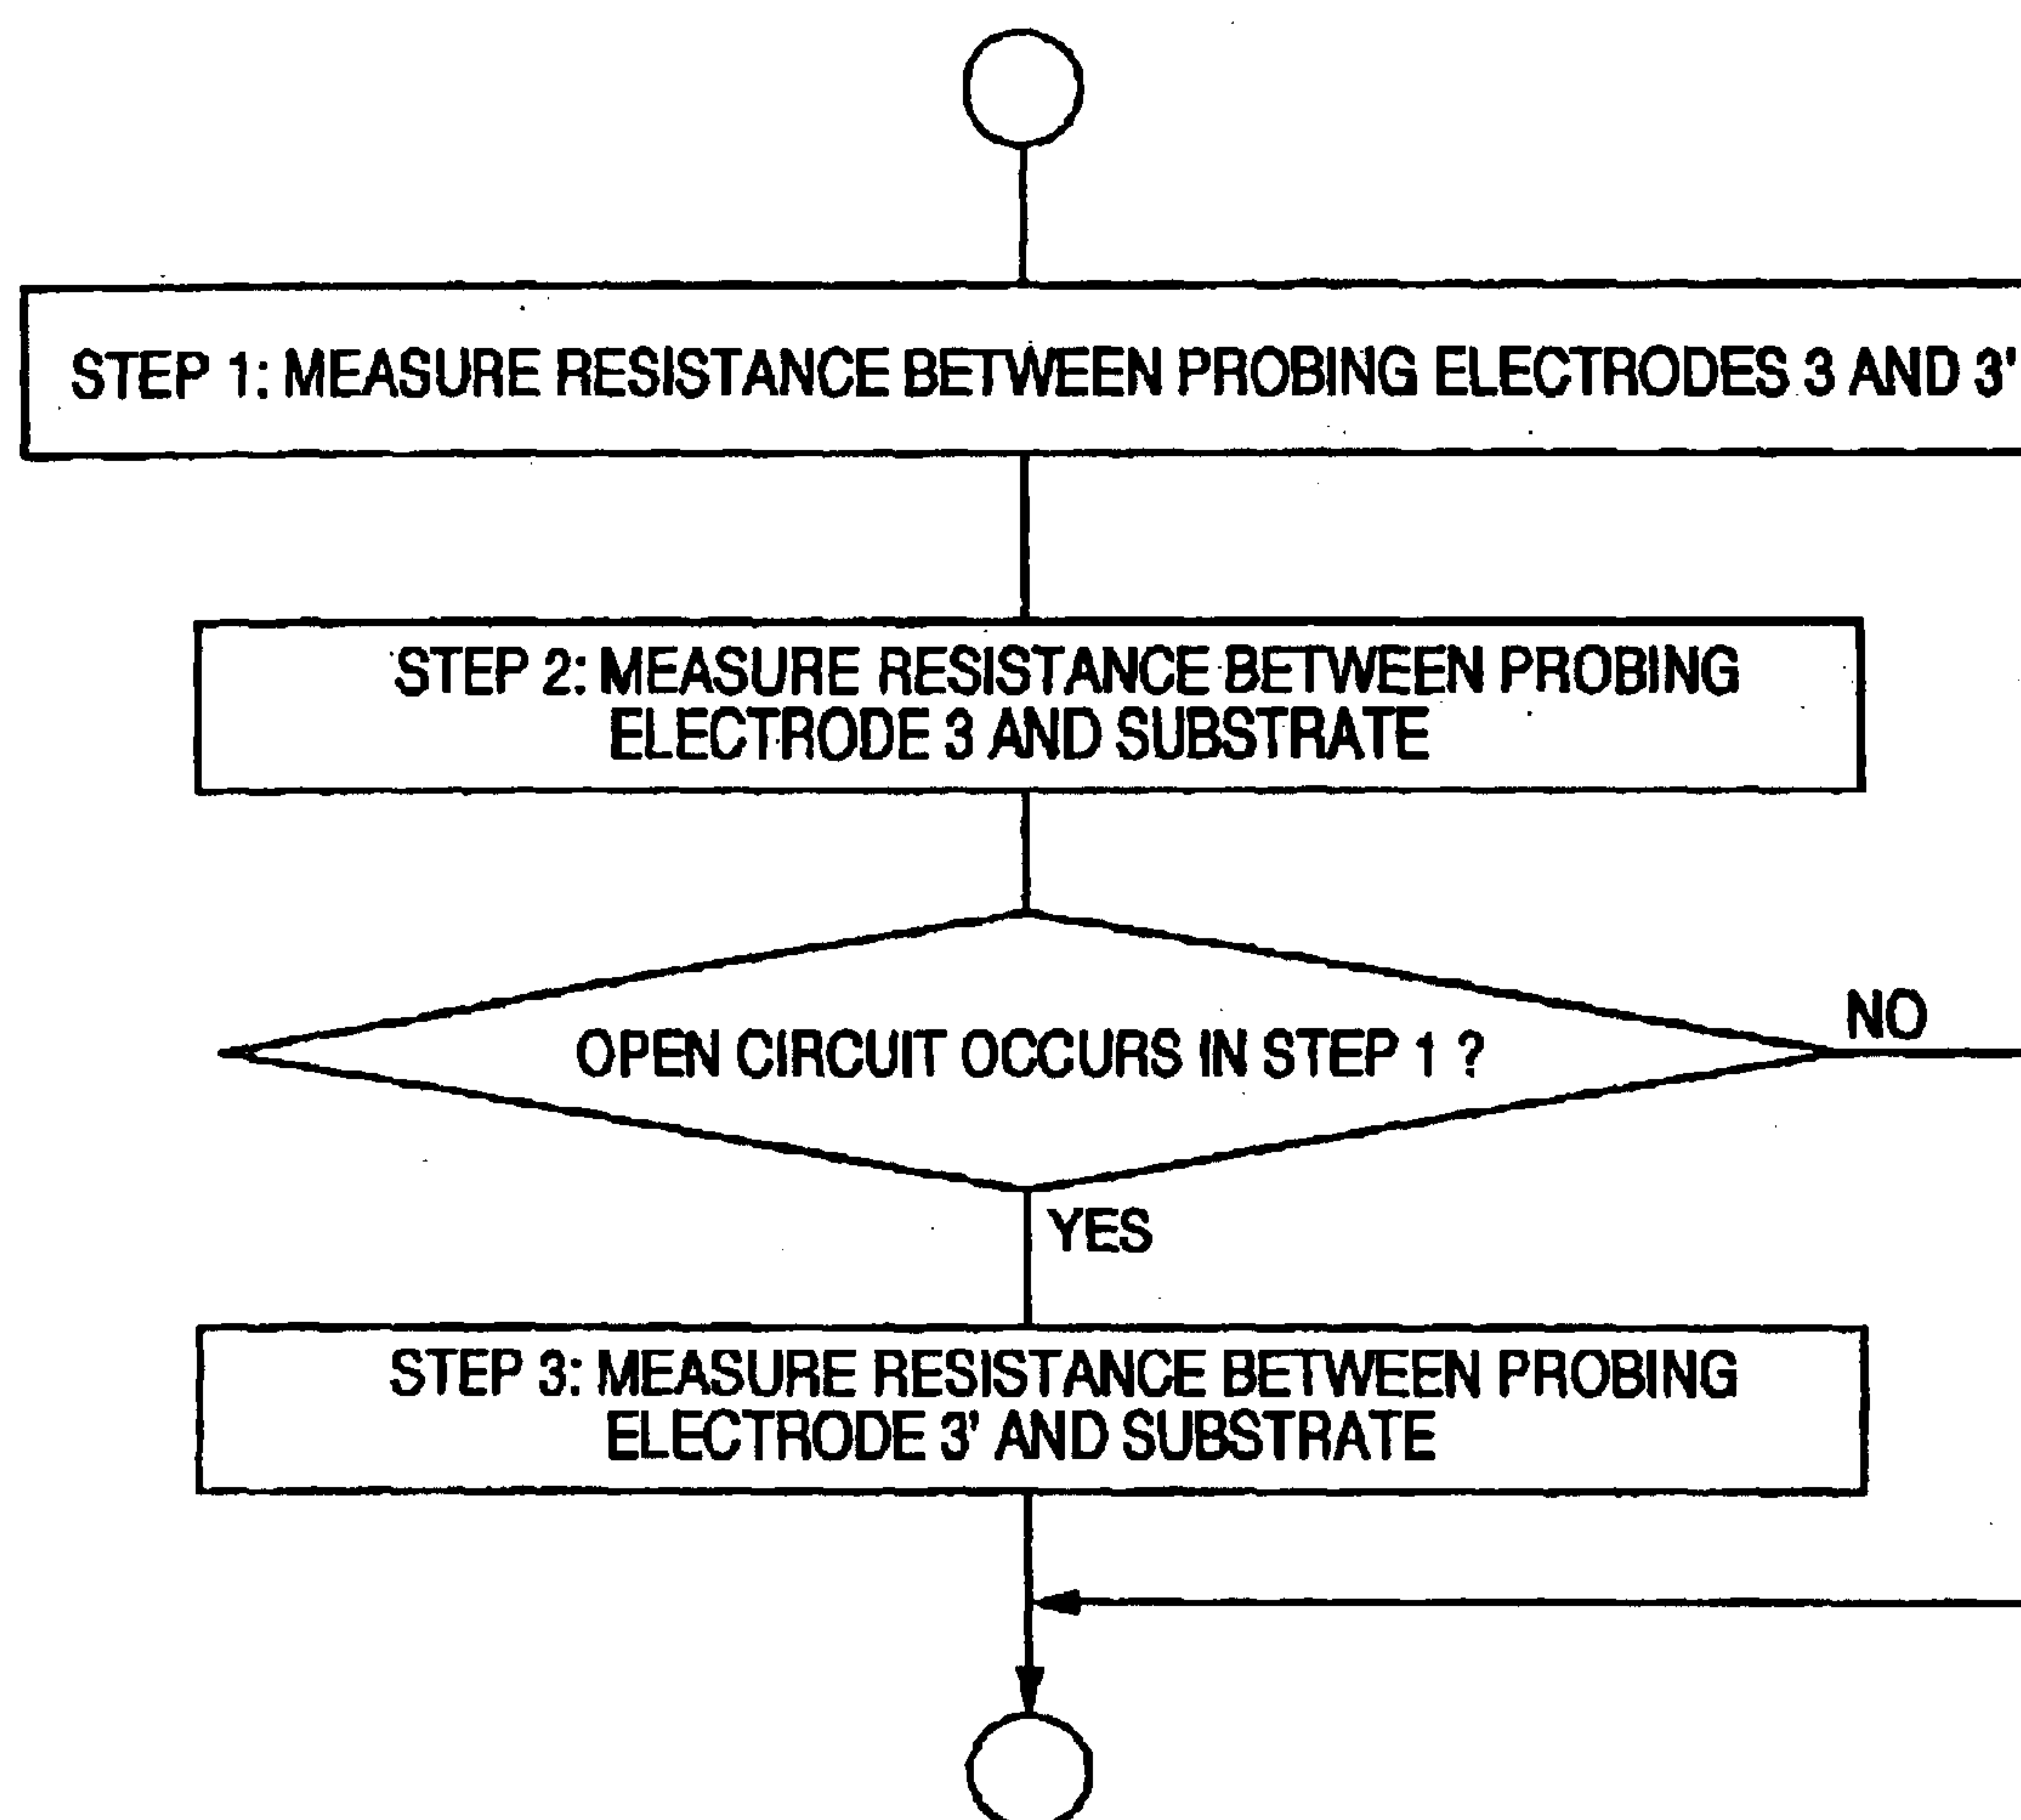 STEP 1: MEASURE RESISTANCE BETWEEN PROBING ELECTRODES 3 AND 3'
STEP 2: MEASURE RESISTANCE BETWEEN PROBING
ELECTRODE 3 AND SUBSTRATE
OPEN CIRCUIT OCCURS IN STEP 1 ?
NO
YES
STEP 3: MEASURE RESISTANCE BETWEEN PROBING
ELECTRODE 3' AND SUBSTRATE